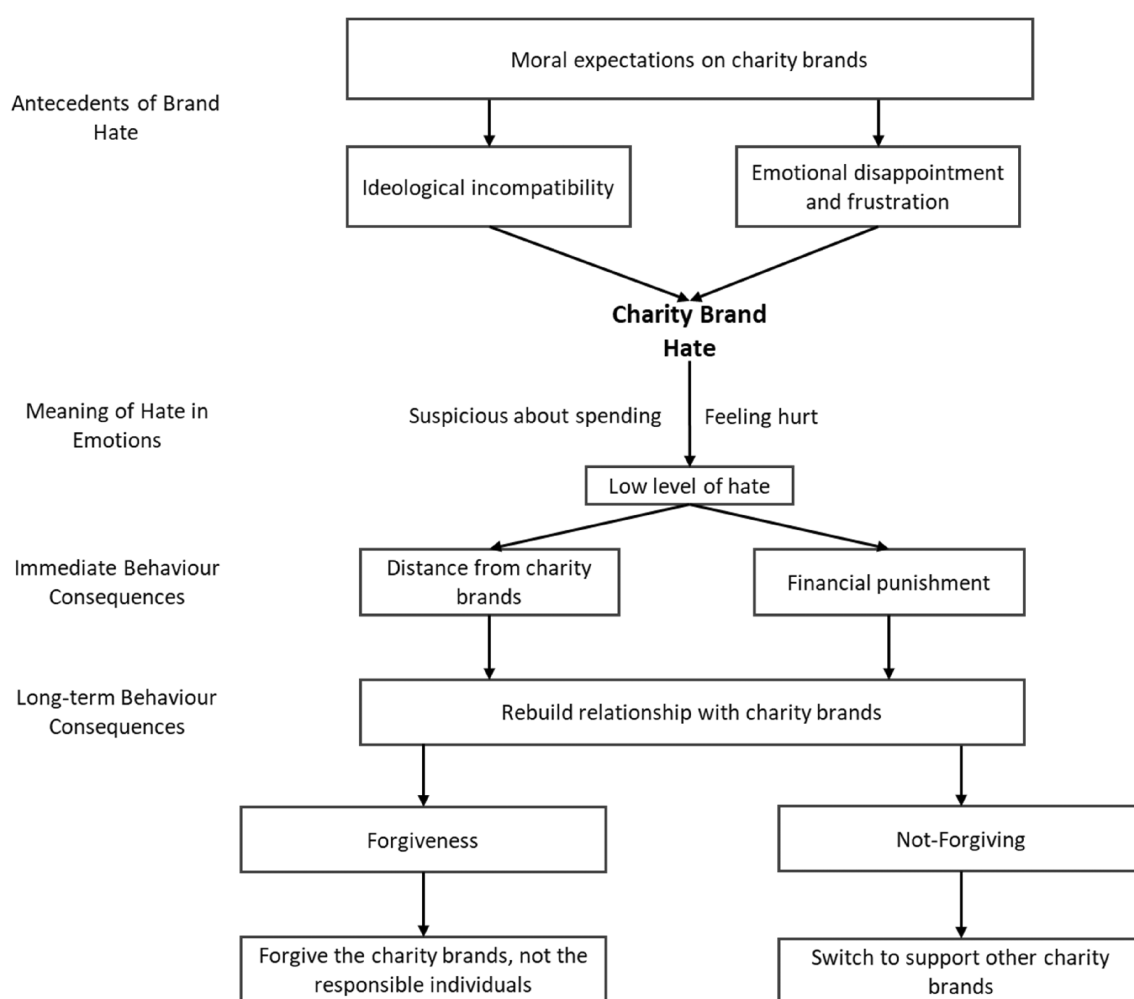 Moral expectations on charity brands
Antecedents of Brand
Hate
Ideological incompatibility
Emotional disappointment
and frustration
Charity Brand
Hate
Meaning of Hate in
Emotions
Suspicious about spending
Feeling hurt
Low level of hate
Immediate Behaviour
Consequences
Distance from charity
brands
Financial punishment
Long-term Behaviour
Consequences
Rebuild relationship with charity brands
Forgiveness
Not-Forgiving
Forgive the charity brands, not the
responsible individuals
Switch to support other charity
brands